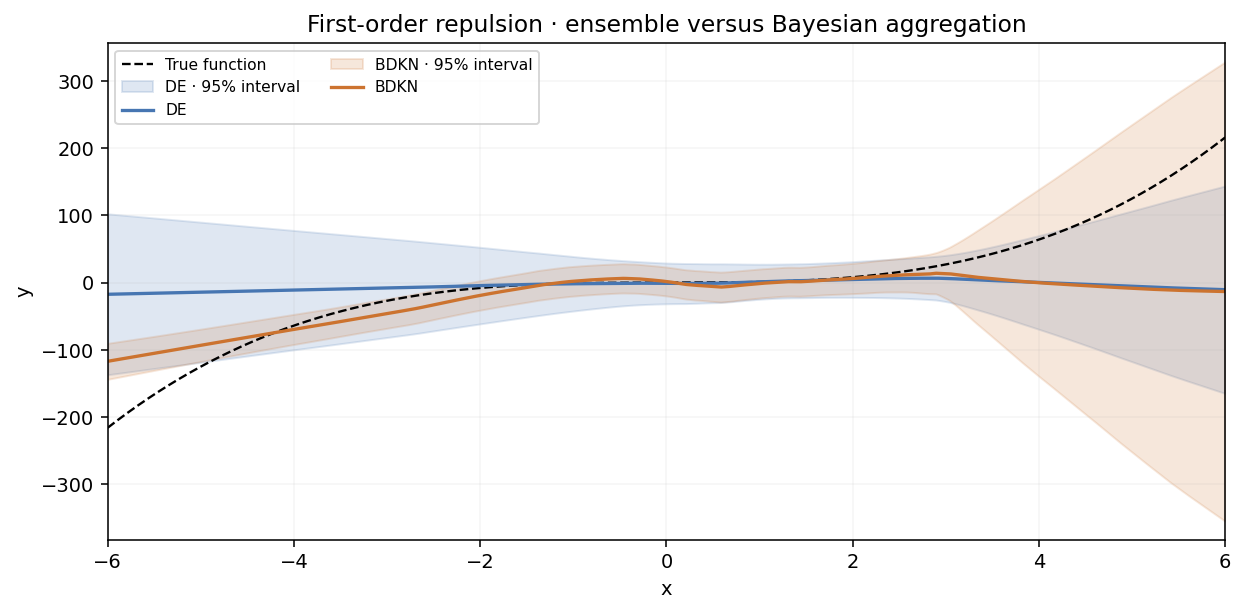 First-order repulsion · ensemble versus Bayesian aggregation
True function
DE · 95% interval
DE
BDKN · 95% interval
BDKN
300
200
100
0
−100
−200
−300
y
−6
−4
−2
0
2
4
6
x